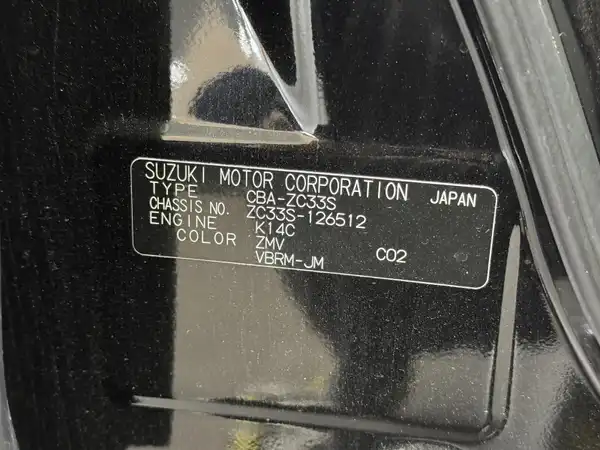 SUZUKI MOTOR CORPORATION JAPAN
TYPE CBA-ZC33S
CHASSIS NO. ZC33S-126512
ENGINE K14C
COLOR ZMV C02
VBRM-JM